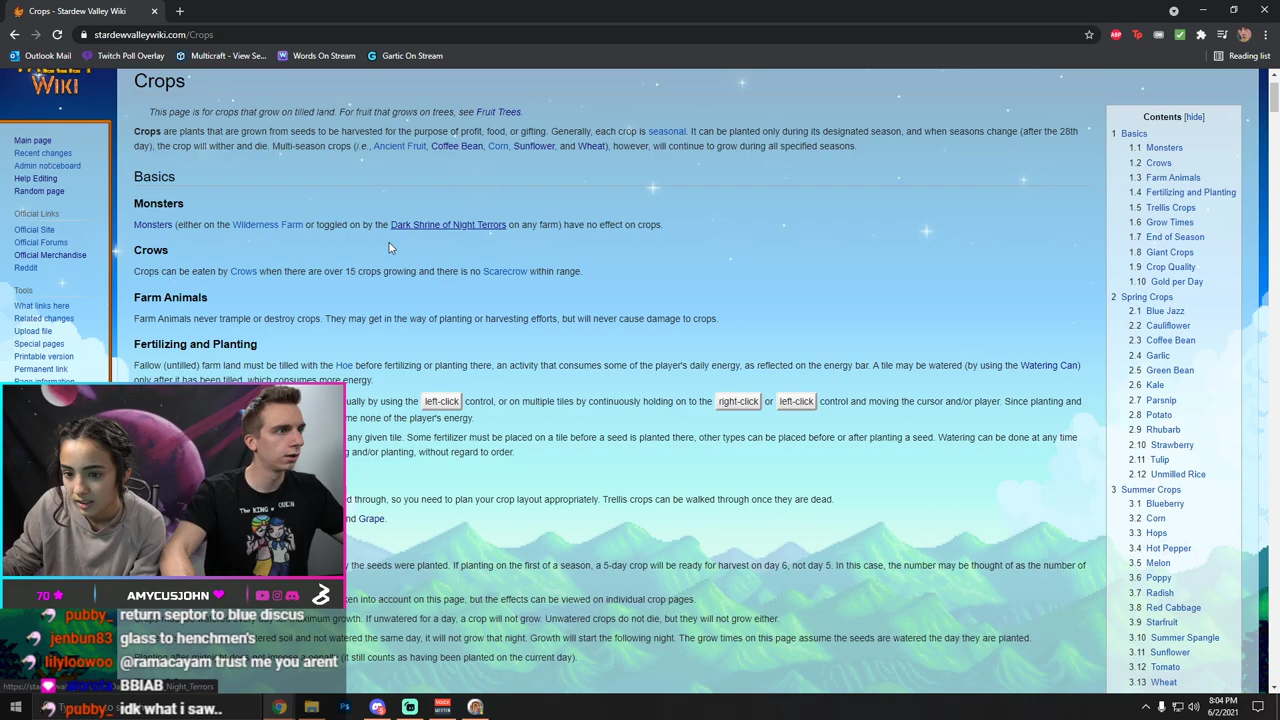 Crops - Stardew Valley Wiki
stardewvalleywiki.com/Crops
Outlook Mail
Twitch Poll Overlay
Multicraft - View Se...
Words On Stream
Gartic On Stream
Reading list
WIKI
Main page
Recent changes
Admin noticeboard
Help Editing
Random page
Official Links
Official Site
Official Forums
Official Merchandise
Reddit
Tools
What links here
Related changes
Upload file
Special pages
Printable version
Permanent link
Page information
Crops
This page is for crops that grow on tilled land. For fruit that grows on trees, see Fruit Trees.
Crops are plants that are grown from seeds to be harvested for the purpose of profit, food, or gifting. Generally, each crop is seasonal. It can be planted only during its designated season, and when seasons change (after the 28th
day), the crop will wither and die. Multi-season crops (i.e., Ancient Fruit, Coffee Bean, Corn, Sunflower, and Wheat), however, will continue to grow during all specified seasons.
Basics
Monsters
Monsters (either on the Wilderness Farm or toggled on by the Dark Shrine of Night Terrors on any farm) have no effect on crops.
Crows
Crops can be eaten by Crows when there are over 15 crops growing and there is no Scarecrow within range.
Farm Animals
Farm Animals never trample or destroy crops. They may get in the way of planting or harvesting efforts, but will never cause damage to crops.
Fertilizing and Planting
Fallow (untilled) farm land must be tilled with the Hoe before fertilizing or planting there, an activity that consumes some of the player's daily energy, as reflected on the energy bar. A tile may be watered (by using the Watering Can)
only after it has been tilled, which consumes more energy.
ually by using the left-click control, or on multiple tiles by continuously holding on to the right-click or left-click control and moving the cursor and/or player. Since planting and
me none of the player's energy.
any given tile. Some fertilizer must be placed on a tile before a seed is planted there, other types can be placed before or after planting a seed. Watering can be done at any time
g and/or planting, without regard to order.
d through, so you need to plan your crop layout appropriately. Trellis crops can be walked through once they are dead.
nd Grape.
y the seeds were planted. If planting on the first of a season, a 5-day crop will be ready for harvest on day 6, not day 5. In this case, the number may be thought of as the number of
ken into account on this page, but the effects can be viewed on individual crop pages.
maximum growth. If unwatered for a day, a crop will not grow. Unwatered crops do not die, but they will not grow either.
ered soil and not watered the same day, it will not grow that night. Growth will start the following night. The grow times on this page assume the seeds are watered the day they are planted.
Planting after midnight does not impose a penalty (it still counts as having been planted on the current day).
Contents [hide]
1 Basics
1.1 Monsters
1.2 Crows
1.3 Farm Animals
1.4 Fertilizing and Planting
1.5 Trellis Crops
1.6 Grow Times
1.7 End of Season
1.8 Giant Crops
1.9 Crop Quality
1.10 Gold per Day
2 Spring Crops
2.1 Blue Jazz
2.2 Cauliflower
2.3 Coffee Bean
2.4 Garlic
2.5 Green Bean
2.6 Kale
2.7 Parsnip
2.8 Potato
2.9 Rhubarb
2.10 Strawberry
2.11 Tulip
2.12 Unmilled Rice
3 Summer Crops
3.1 Blueberry
3.2 Corn
3.3 Hops
3.4 Hot Pepper
3.5 Melon
3.6 Poppy
3.7 Radish
3.8 Red Cabbage
3.9 Starfruit
3.10 Summer Spangle
3.11 Sunflower
3.12 Tomato
3.13 Wheat
THE KING of QUEN
70
AMYCUSJOHN
pubby_ return septor to blue discus
jenbun83 glass to henchmen's
lilyloowoo @ramacayam trust me you arent
BBIAB
pubby_ idk what i saw..
8:04 PM
6/2/2021